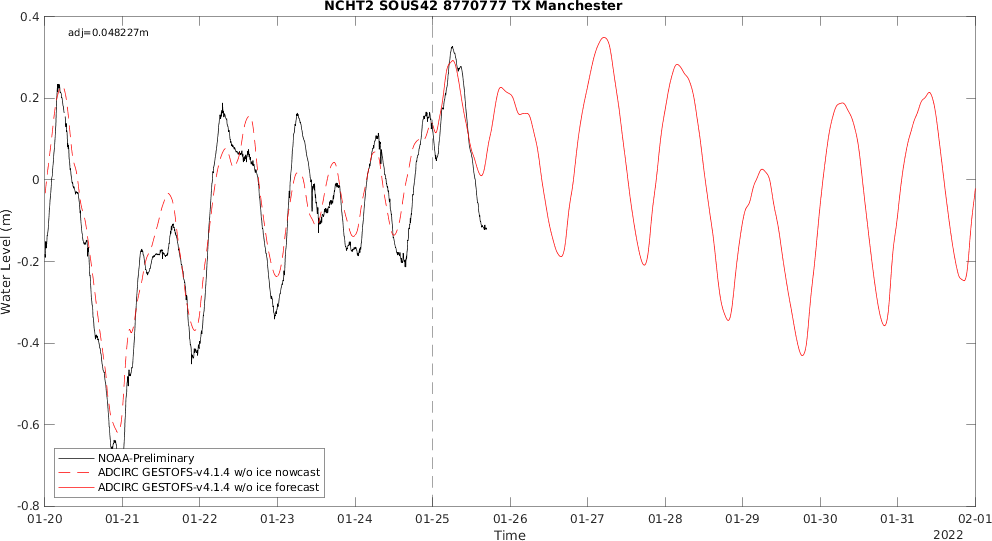 NCHT2 SOUS42 8770777 TX Manchester
adj=0.048227m
0.4
0.2
0
-0.2
-0.4
-0.6
-0.8
Water Level (m)
NOAA-Preliminary
ADCIRC GESTOFS-v4.1.4 w/o ice nowcast
ADCIRC GESTOFS-v4.1.4 w/o ice forecast
01-20 01-21 01-22 01-23 01-24 01-25 01-26 01-27 01-28 01-29 01-30 01-31 02-01
Time
2022